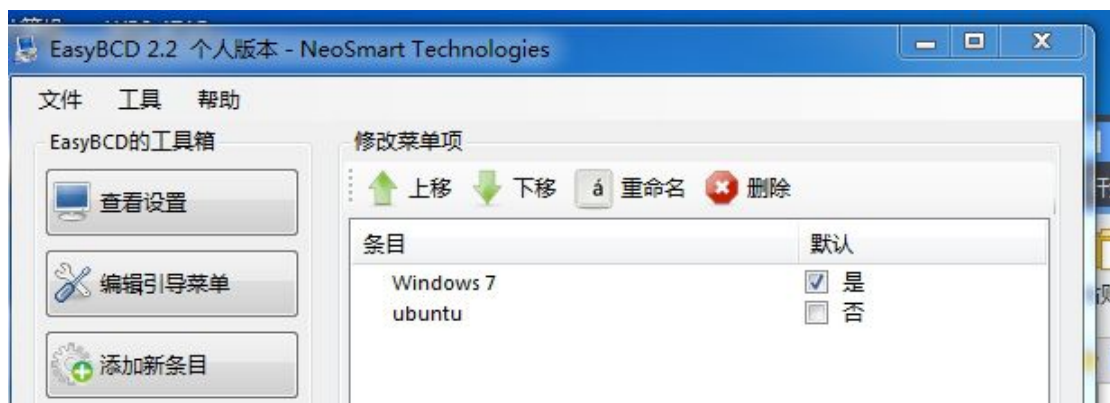 EasyBCD 2.2 个人版本 - NeoSmart Technologies
文件 工具 帮助
EasyBCD的工具箱
查看设置
编辑引导菜单
添加新条目
修改菜单项
上移 下移 á 重命名 删除
条目 默认
Windows 7 是
ubuntu 否